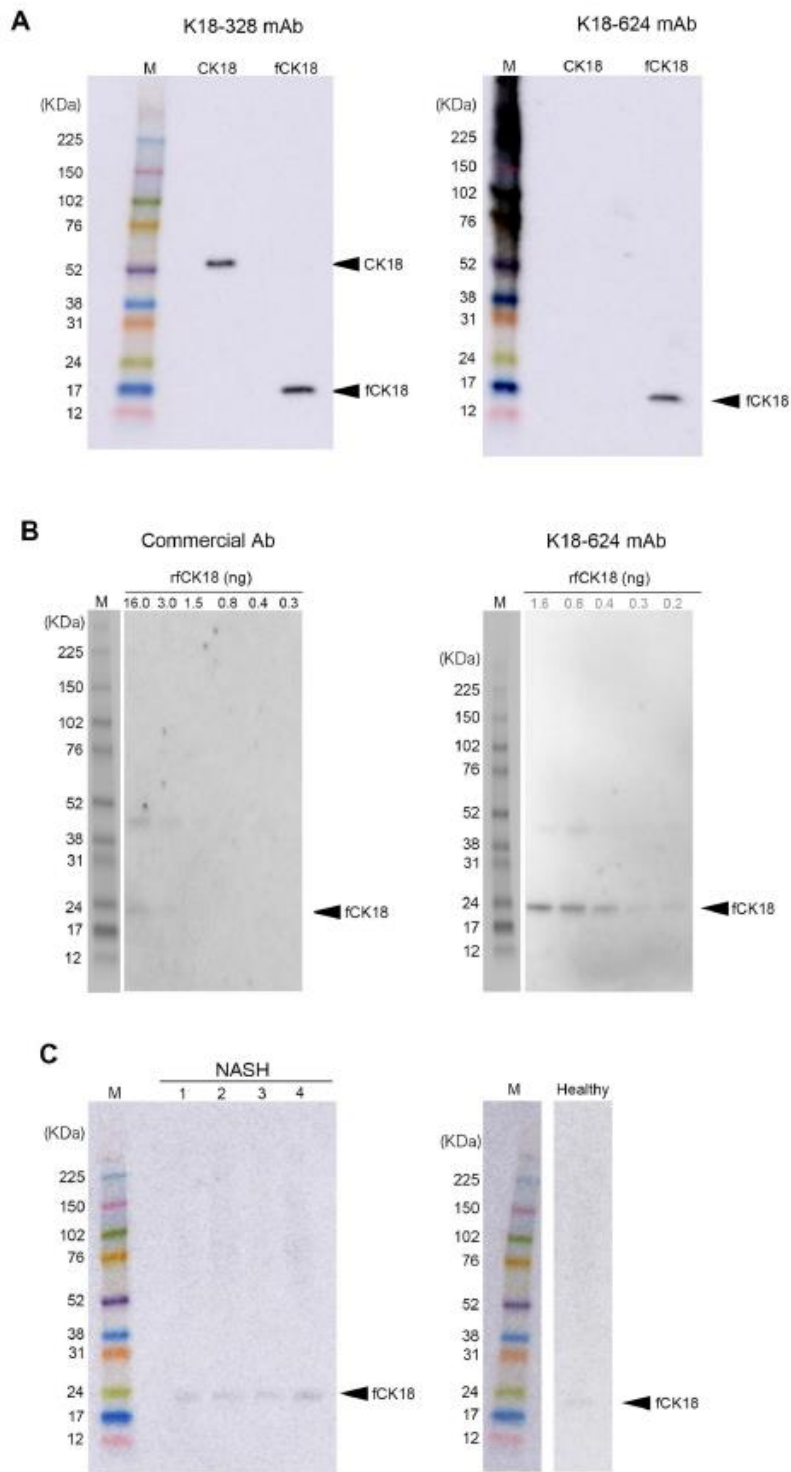 A
K18-328 mAb
K18-624 mAb
M CK18 fCK18
M CK18 fCK18
(KDa)
225
150
102
76
52
38
31
24
17
12
CK18
fCK18
(KDa)
225
150
102
76
52
38
31
24
17
12
fCK18
B
Commercial Ab
rfCK18 (ng)
M 16.0 3.0 1.5 0.8 0.4 0.3
(KDa)
225
150
102
76
52
38
31
24
17
12
fCK18
K18-624 mAb
rfCK18 (ng)
M 1.6 0.8 0.4 0.3 0.2
(KDa)
225
150
102
76
52
38
31
24
17
12
fCK18
C
NASH
M 1 2 3 4
(KDa)
225
150
102
76
52
38
31
24
17
12
fCK18
M Healthy
(KDa)
225
150
102
76
52
38
31
24
17
12
fCK18